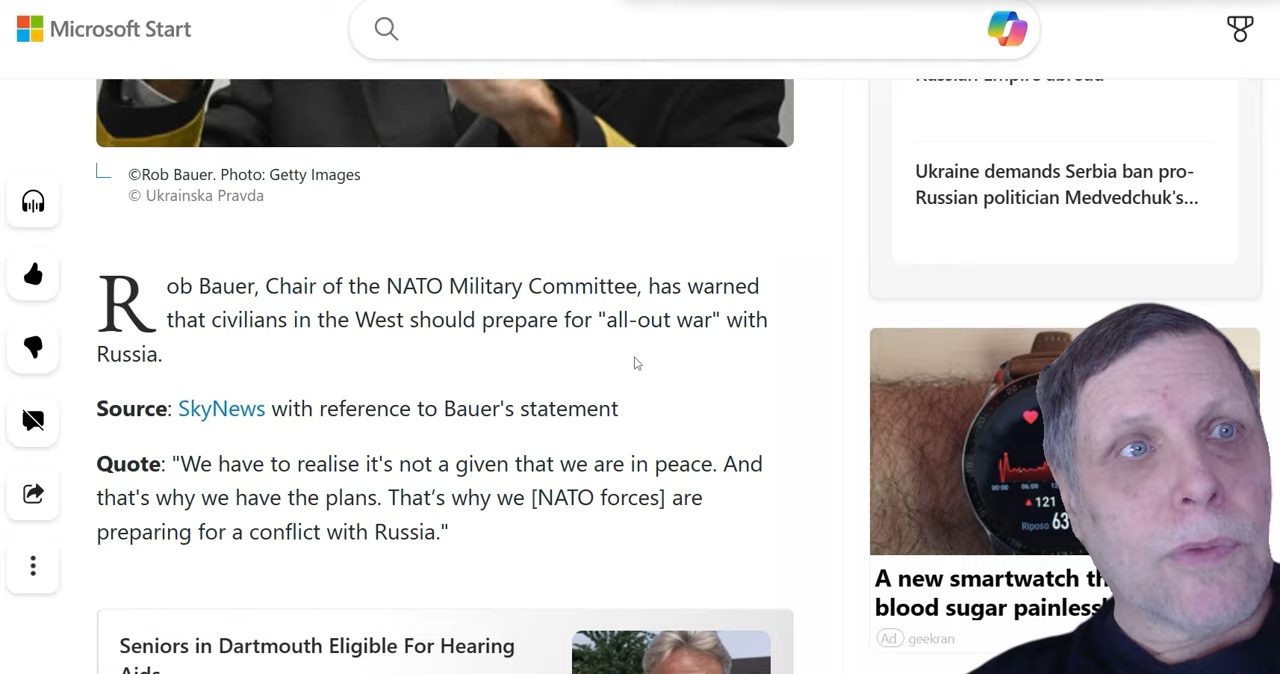 Microsoft Start
©Rob Bauer. Photo: Getty Images
© Ukrainska Pravda
Rob Bauer, Chair of the NATO Military Committee, has warned
that civilians in the West should prepare for "all-out war" with
Russia.
Source: SkyNews with reference to Bauer's statement
Quote: "We have to realise it's not a given that we are in peace. And
that's why we have the plans. That’s why we [NATO forces] are
preparing for a conflict with Russia."
Seniors in Dartmouth Eligible For Hearing
Aids
Russian Empire abroad
Ukraine demands Serbia ban pro-
Russian politician Medvedchuk's...
121
Riposo 63
A new smartwatch
blood sugar
Ad geekran